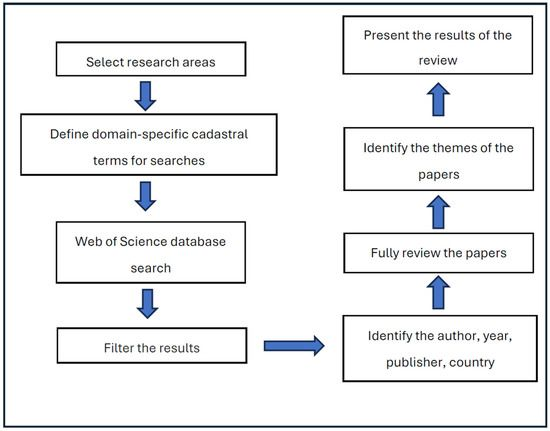 Select research areas
Define domain-specific cadastral
terms for searches
Web of Science database
search
Filter the results
Identify the author, year,
publisher, country
Fully review the papers
Identify the themes of the
papers
Present the results of the
review